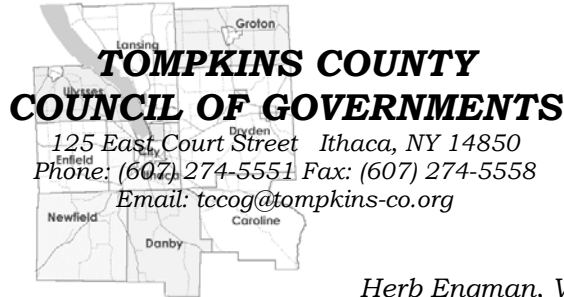 Groton
Lansing
TOMPKINS COUNTY
Ulysses
COUNCIL OF GOVERNMENTS
125 East Court Street Ithaca, NY 14850
Dryden
Enfield
City
Phone: (607) 274-5551 Fax: (607) 274-5558
Email: tccog@tompkins-co.org
Newfield
Caroline
Danby
Herb Engman, V